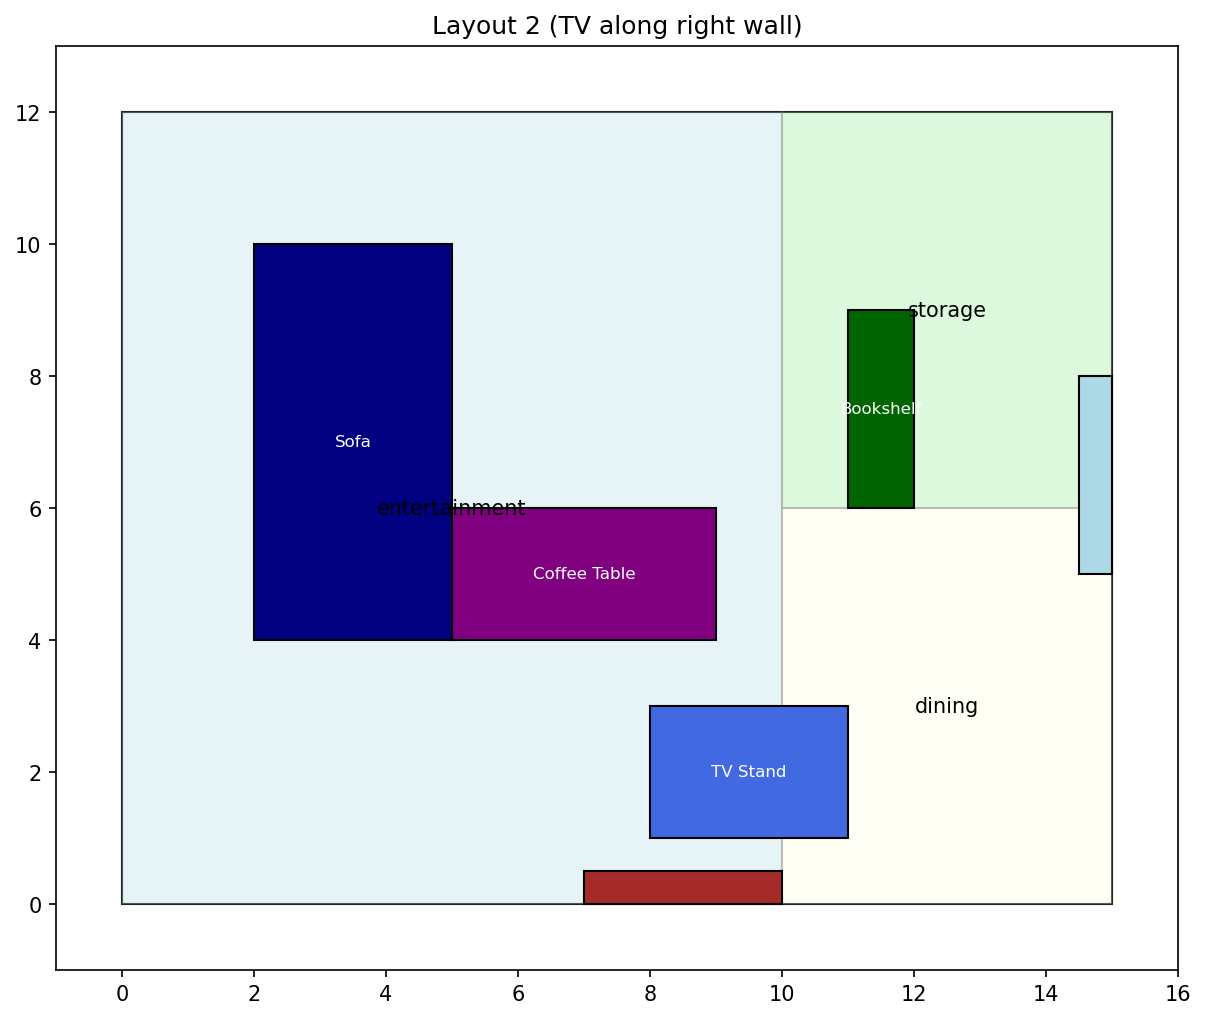 Layout 2 (TV along right wall)
12
10
storage
8
Bookshelf
Sofa
6
entertainment
Coffee Table
4
dining
2
TV Stand
0
0
2
4
6
8
10
12
14
16